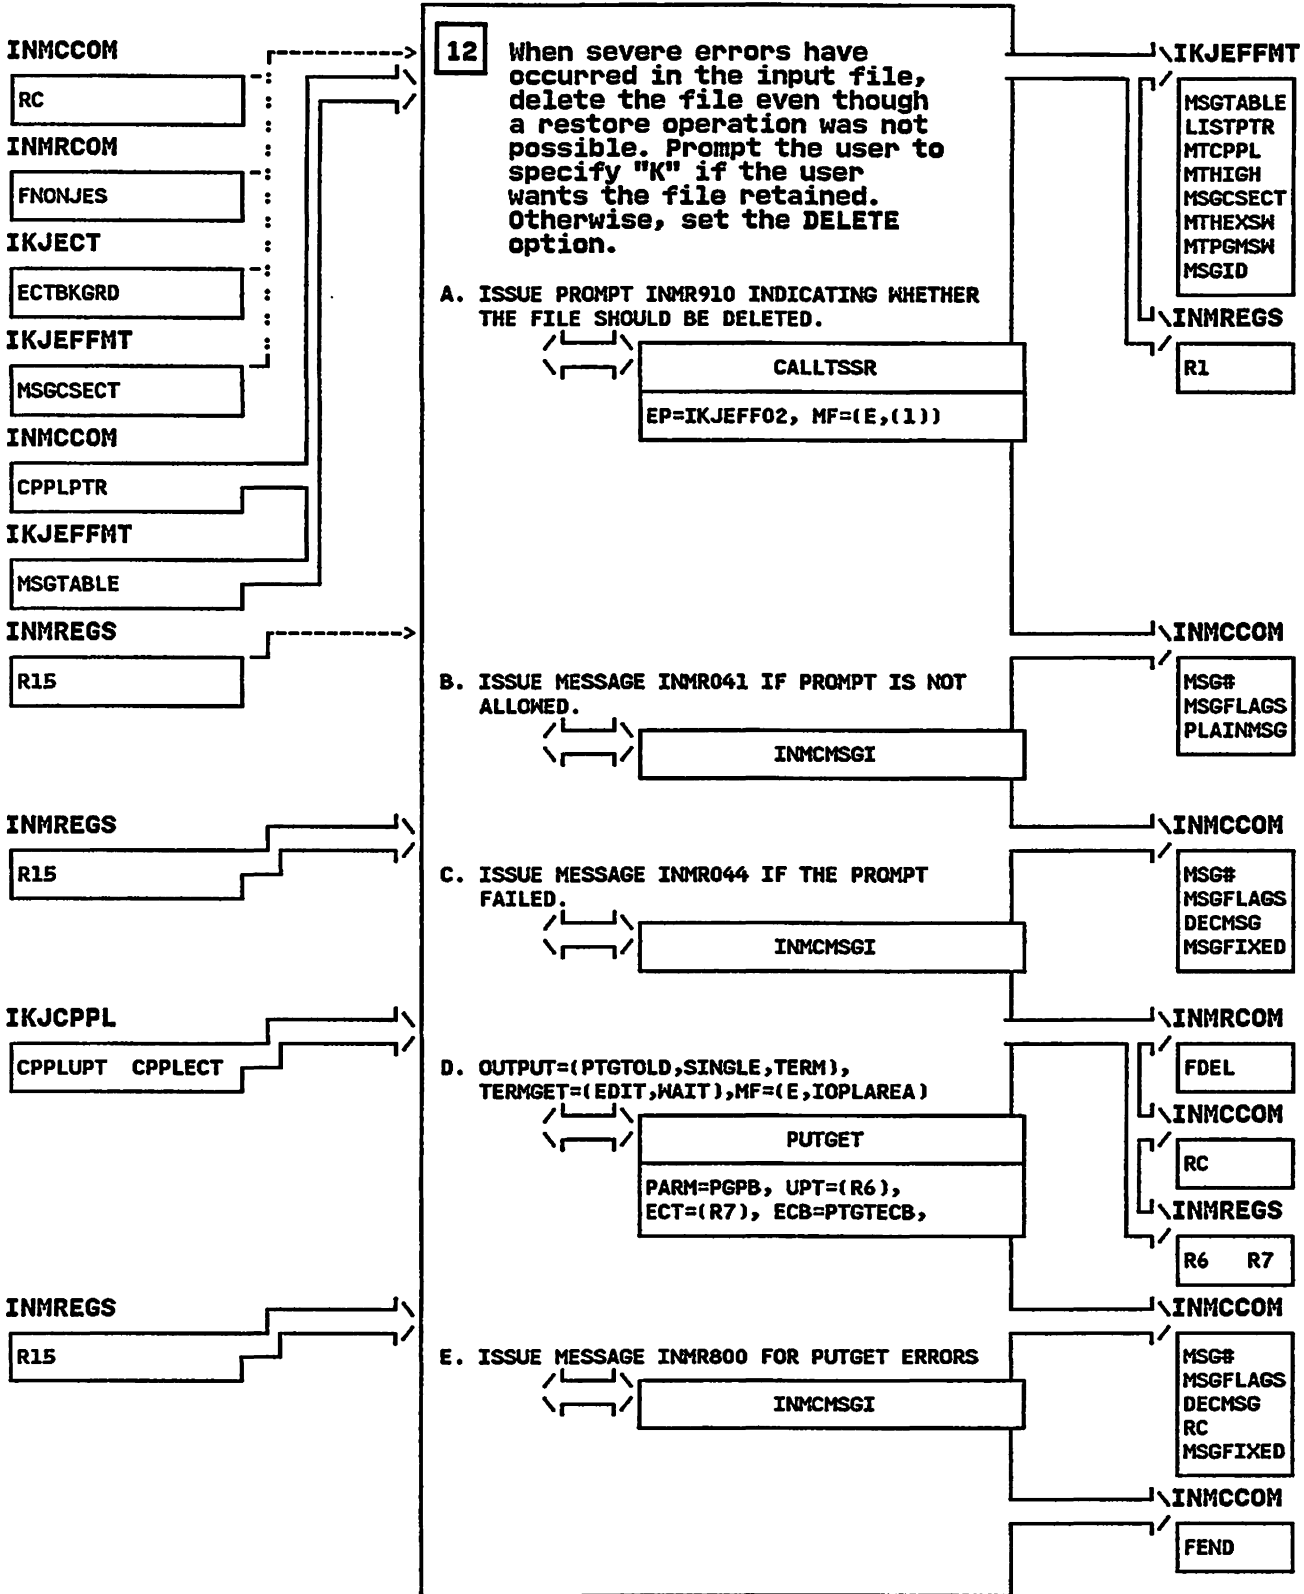 INMCCOM
RC
INMRCOM
FNONJES
IKJECT
ECTBKGRD
IKJEFFMT
MSGCSECT
INMCCOM
CPPLPTR
IKJEFFMT
MSGTABLE
INMREGS
R15
INMREGS
R15
IKJCPPL
CPPLUPT CPPLECT
INMREGS
R15
12
When severe errors have
occurred in the input file,
delete the file even though
a restore operation was not
possible. Prompt the user to
specify "K" if the user
wants the file retained.
Otherwise, set the DELETE
option.
A. ISSUE PROMPT INMR910 INDICATING WHETHER
THE FILE SHOULD BE DELETED.
CALLTSSR
EP=IKJEFF02, MF=(E,(1))
B. ISSUE MESSAGE INMR041 IF PROMPT IS NOT
ALLOWED.
INMCMSGI
C. ISSUE MESSAGE INMR044 IF THE PROMPT
FAILED.
INMCMSGI
D. OUTPUT=(PTGTOLD,SINGLE,TERM),
TERMGET=(EDIT,WAIT),MF=(E,IOPLAREA)
PUTGET
PARM=PGPB, UPT=(R6),
ECT=(R7), ECB=PTGTECB,
E. ISSUE MESSAGE INMR800 FOR PUTGET ERRORS
INMCMSGI
IKJEFFMT
MSGTABLE
LISTPTR
MTCPPL
MTHIGH
MSGCSECT
MTHEXSW
MTPGMSW
MSGID
INMREGS
R1
INMCCOM
MSG#
MSGFLAGS
PLAINMSG
INMCCOM
MSG#
MSGFLAGS
DECMSG
MSGFIXED
INMRCOM
FDEL
INMCCOM
RC
INMREGS
R6 R7
INMCCOM
MSG#
MSGFLAGS
DECMSG
RC
MSGFIXED
INMCCOM
FEND